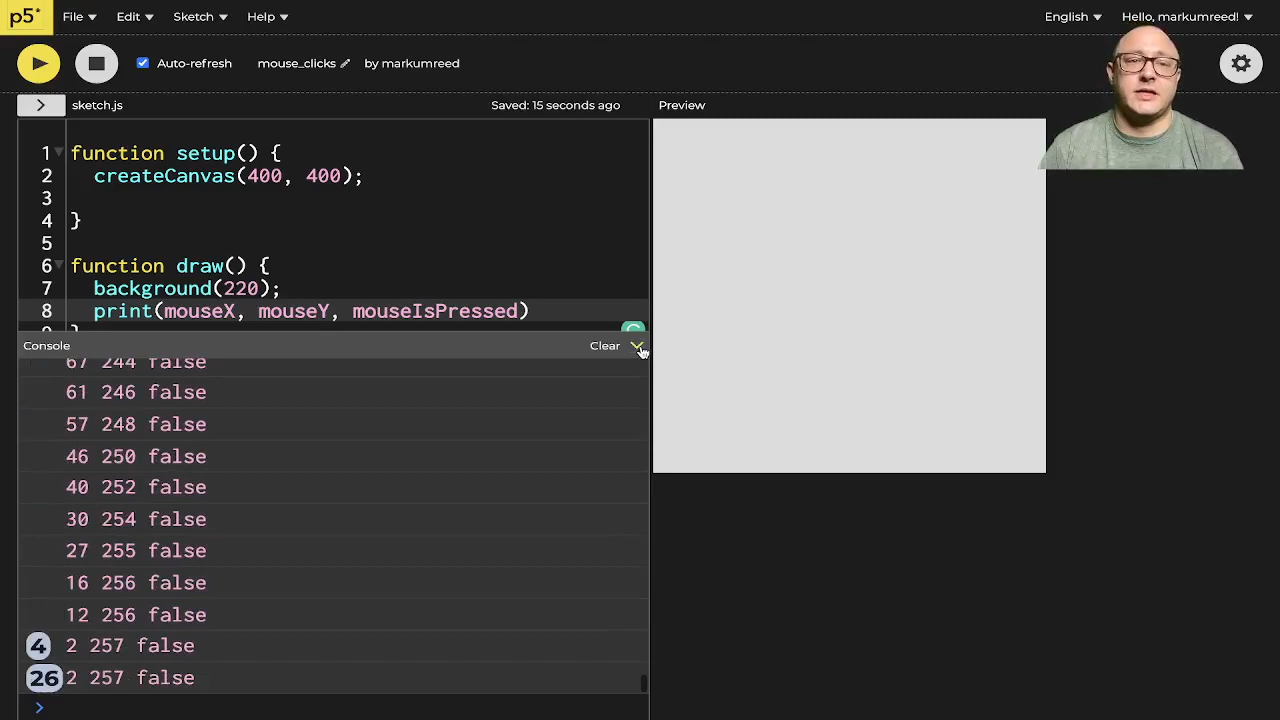 p5* File Edit Sketch Help English Hello, markumreed!
Auto-refresh mouse_clicks by markumreed
> sketch.js Saved: 15 seconds ago Preview
1 function setup() {
2 createCanvas(400, 400);
3
4 }
5
6 function draw() {
7 background(220);
8 print(mouseX, mouseY, mouseIsPressed)
9 }
Console Clear
67 244 false
61 246 false
57 248 false
46 250 false
40 252 false
30 254 false
27 255 false
16 256 false
12 256 false
4 2 257 false
26 2 257 false
>